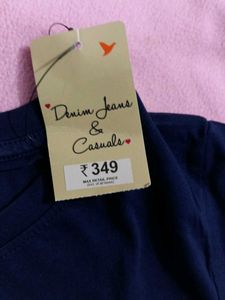 Denim Jeans
&
Casuals
₹ 349
MAX RETAIL PRICE